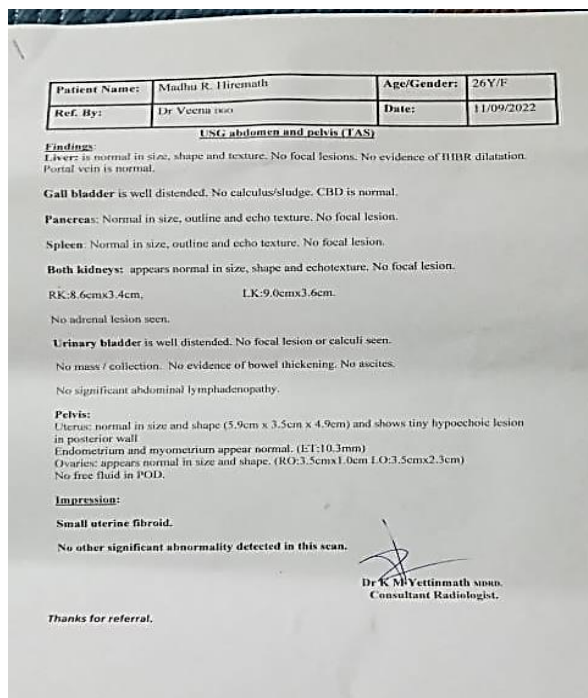 Patient Name: Madhu R. Hiremath Age/Gender: 26Y/F
Ref. By: Dr Veena DGO Date: 11/09/2022
USG abdomen and pelvis (TAS)
Findings:
Liver: is normal in size, shape and texture. No focal lesions. No evidence of IHBR dilatation.
Portal vein is normal.
Gall bladder is well distended. No calculus/sludge. CBD is normal.
Pancreas: Normal in size, outline and echo texture. No focal lesion.
Spleen: Normal in size, outline and echo texture. No focal lesion.
Both kidneys: appears normal in size, shape and echotexture. No focal lesion.
RK:8.6cmx3.4cm, LK:9.0cmx3.6cm.
No adrenal lesion seen.
Urinary bladder is well distended. No focal lesion or calculi seen.
No mass / collection. No evidence of bowel thickening. No ascites.
No significant abdominal lymphadenopathy.
Pelvis:
Uterus: normal in size and shape (5.9cm x 3.5cm x 4.9cm) and shows tiny hypoechoic lesion
in posterior wall
Endometrium and myometrium appear normal. (ET:10.3mm)
Ovaries: appears normal in size and shape. (RO:3.5cmx1.0cm LO:3.5cmx2.3cm)
No free fluid in POD.
Impression:
Small uterine fibroid.
No other significant abnormality detected in this scan.
Dr K M Yettinmath MDRD.
Consultant Radiologist.
Thanks for referral.